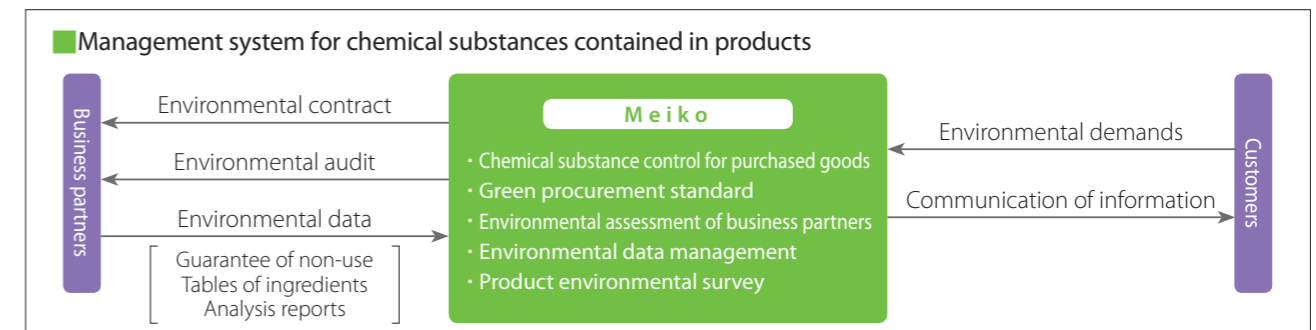 Management system for chemical substances contained in products
Business partners
Environmental contract
Environmental audit
Environmental data
Guarantee of non-use
Tables of ingredients
Analysis reports
Meiko
・Chemical substance control for purchased goods
・Green procurement standard
・Environmental assessment of business partners
・Environmental data management
・Product environmental survey
Environmental demands
Communication of information
Customers